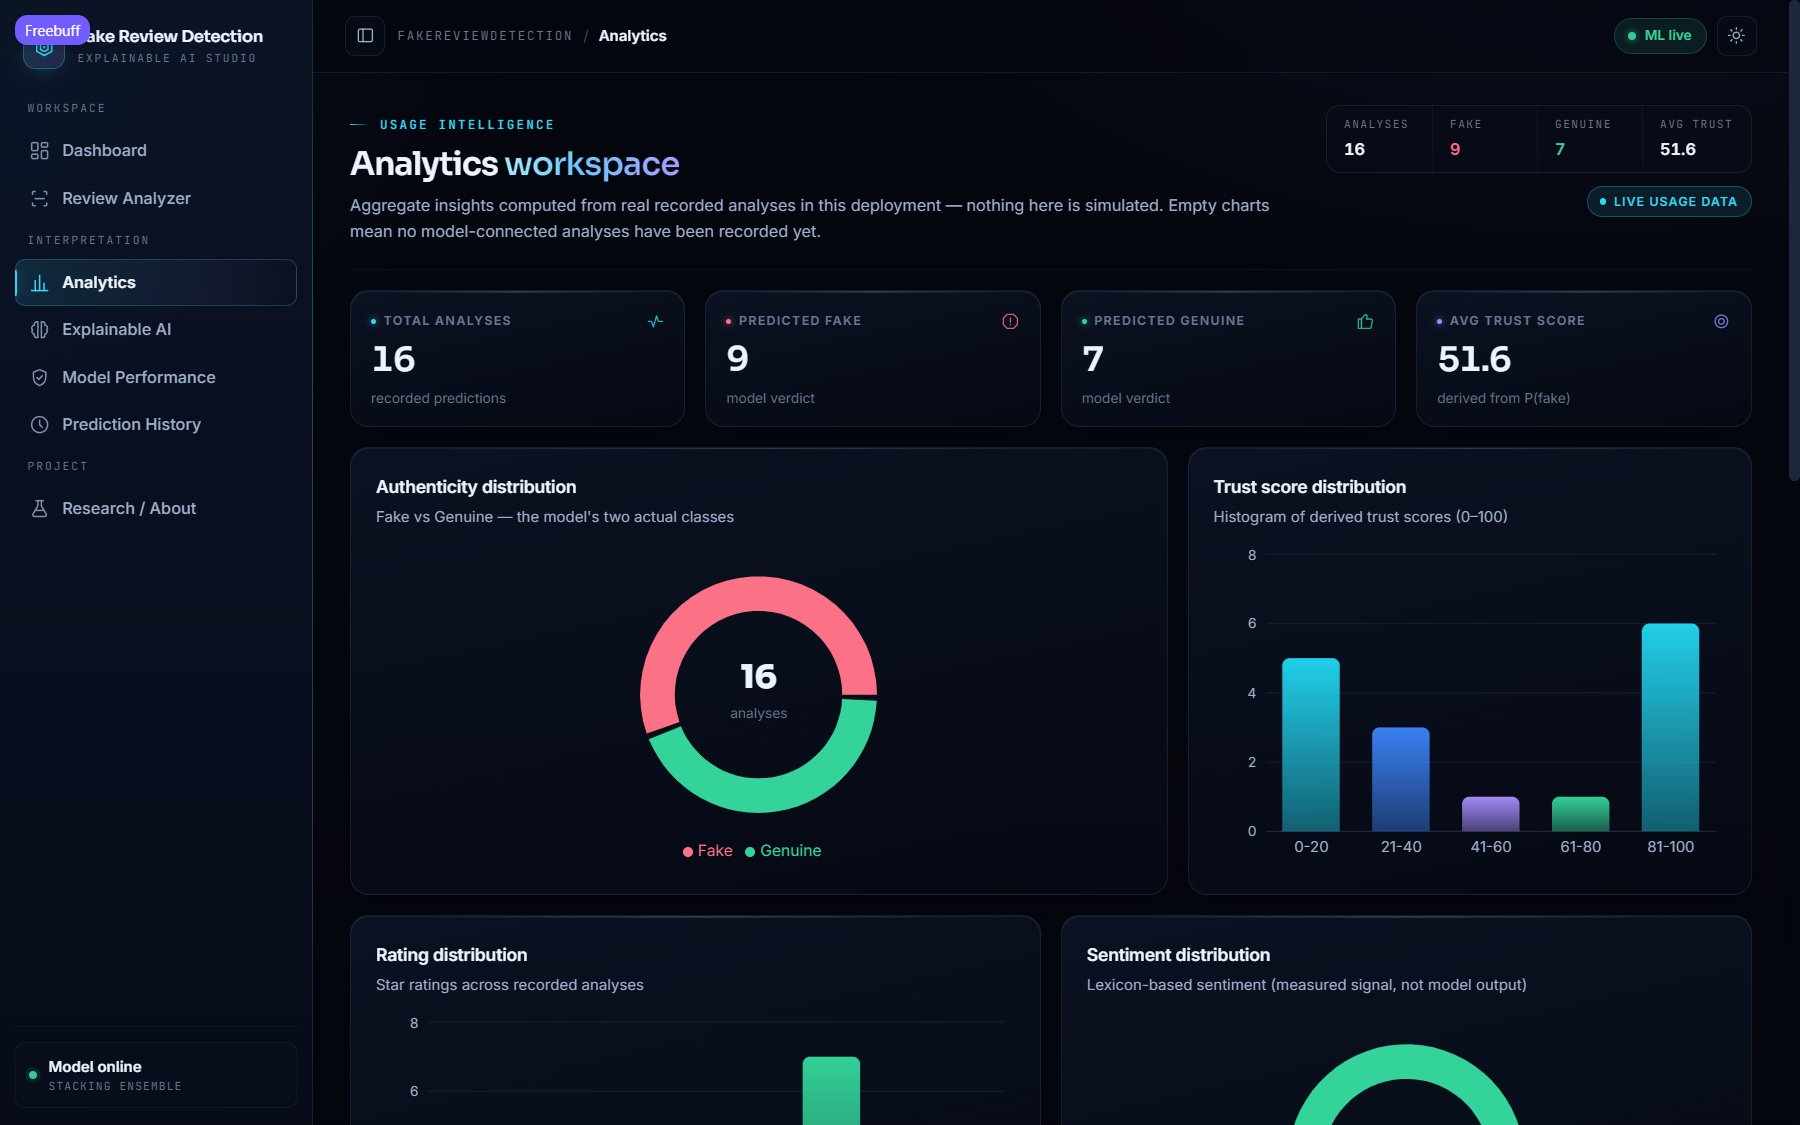 Freebuff
ake Review Detection
EXPLAINABLE AI STUDIO
WORKSPACE
Dashboard
Review Analyzer
INTERPRETATION
Analytics
Explainable AI
Model Performance
Prediction History
PROJECT
Research / About
Model online
STACKING ENSEMBLE
FAKEREVIEWDETECTION / Analytics
ML live
USAGE INTELLIGENCE
Analytics workspace
Aggregate insights computed from real recorded analyses in this deployment — nothing here is simulated. Empty charts
mean no model-connected analyses have been recorded yet.
ANALYSES FAKE GENUINE AVG TRUST
16 9 7 51.6
LIVE USAGE DATA
TOTAL ANALYSES
16
recorded predictions
PREDICTED FAKE
9
model verdict
PREDICTED GENUINE
7
model verdict
AVG TRUST SCORE
51.6
derived from P(fake)
Authenticity distribution
Fake vs Genuine — the model's two actual classes
16
analyses
Fake Genuine
Trust score distribution
Histogram of derived trust scores (0–100)
8
6
4
2
0
0-20 21-40 41-60 61-80 81-100
Rating distribution
Star ratings across recorded analyses
8
6
Sentiment distribution
Lexicon-based sentiment (measured signal, not model output)